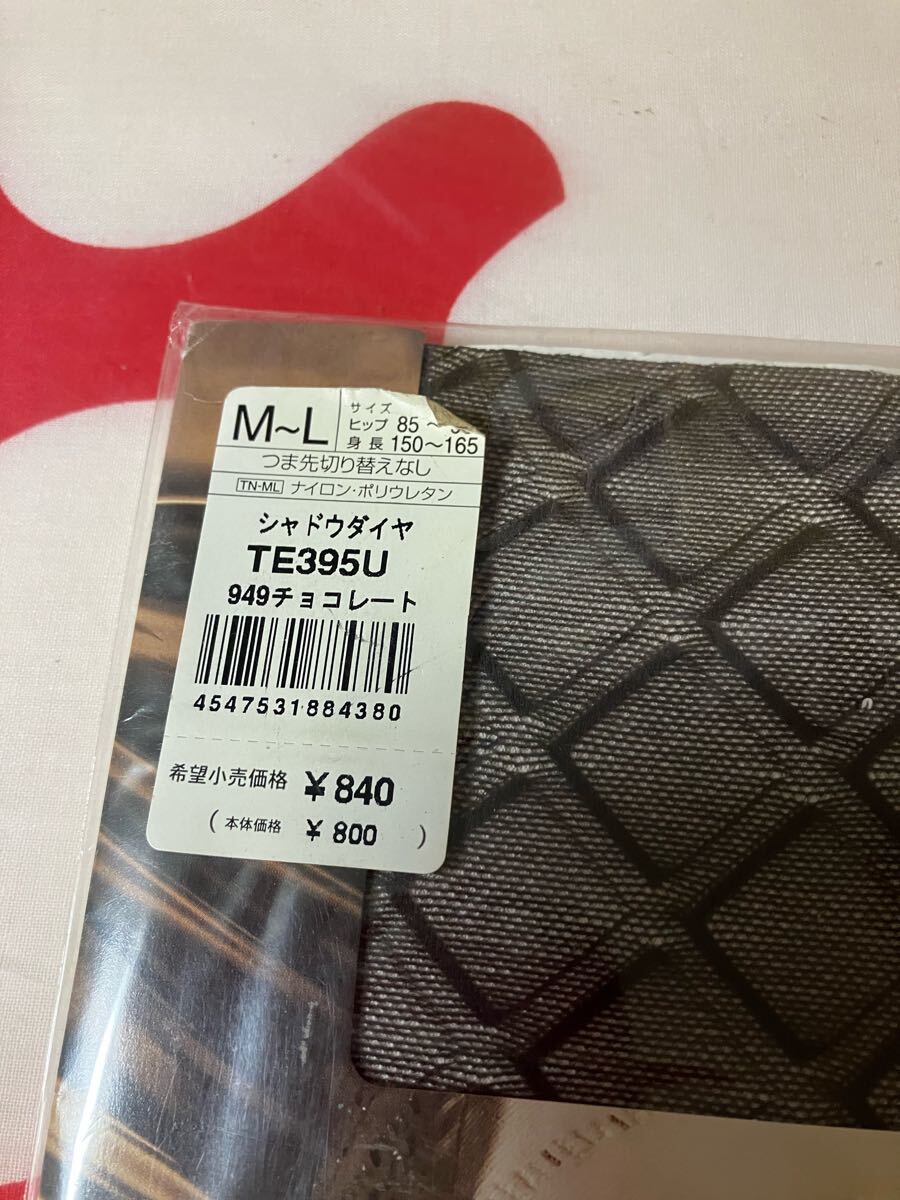 M~L
サイズ
ヒップ 85~
身長 150~165
つま先切り替えなし
TN-ML ナイロン・ポリウレタン
シャドウダイヤ
TE395U
949チョコレート
4547531884380
希望小売価格 ¥840
(本体価格 ¥800)